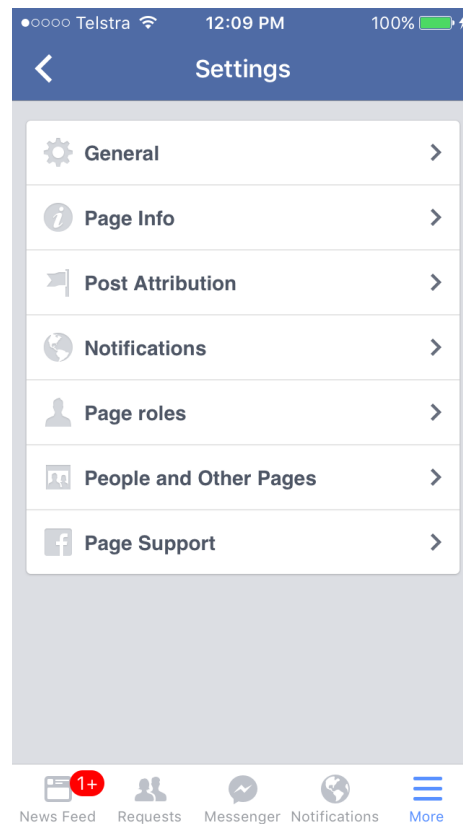 Telstra 12:09 PM 100%
Settings
General
Page Info
Post Attribution
Notifications
Page roles
People and Other Pages
Page Support
1+
News Feed Requests Messenger Notifications More